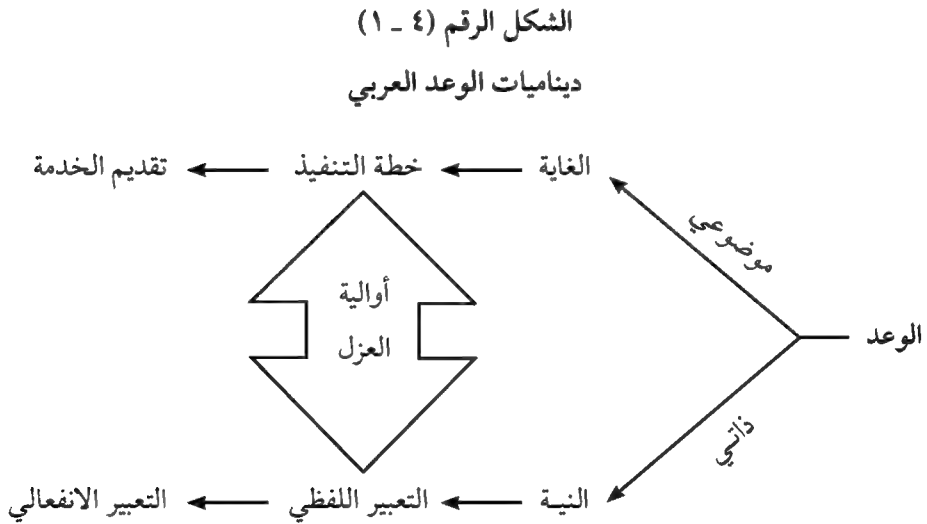 الشكل الرقم (٤ ـ ١)
ديناميات الوعد العربي
الغاية
خطة التنفيذ
تقديم الخدمة
موضوعي
أوالية
العزل
الوعد
ذاتي
النيـة
التعبير اللفظي
التعبير الانفعالي